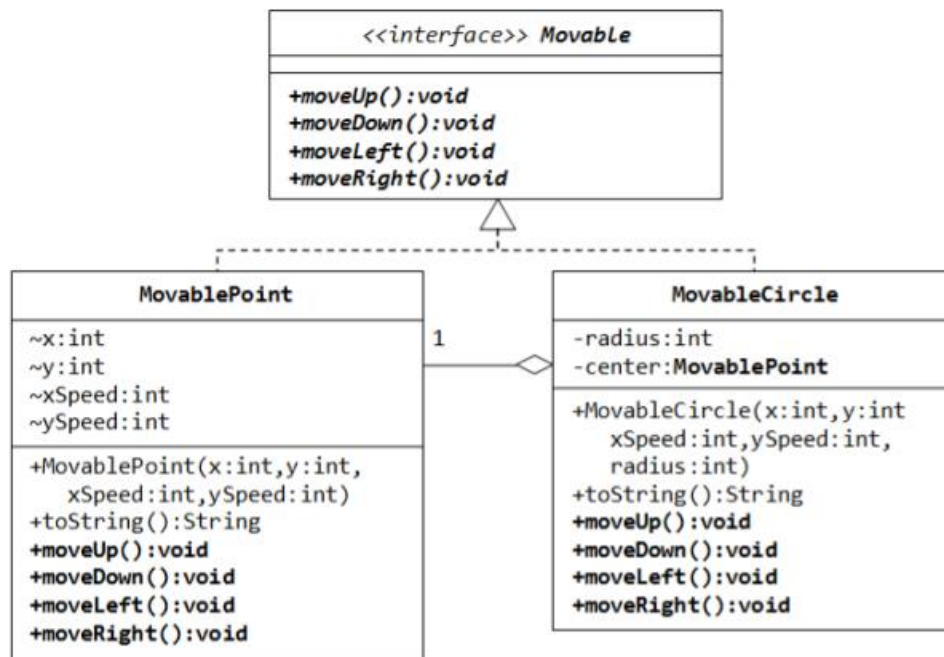 <<interface>> Movable
+moveUp():void
+moveDown():void
+moveLeft():void
+moveRight():void
MovablePoint
~x:int
~y:int
~xSpeed:int
~ySpeed:int
+MovablePoint(x:int,y:int,
xSpeed:int,ySpeed:int)
+toString():String
+moveUp():void
+moveDown():void
+moveLeft():void
+moveRight():void
1
MovableCircle
-radius:int
-center:MovablePoint
+MovableCircle(x:int,y:int
xSpeed:int,ySpeed:int,
radius:int)
+toString():String
+moveUp():void
+moveDown():void
+moveLeft():void
+moveRight():void